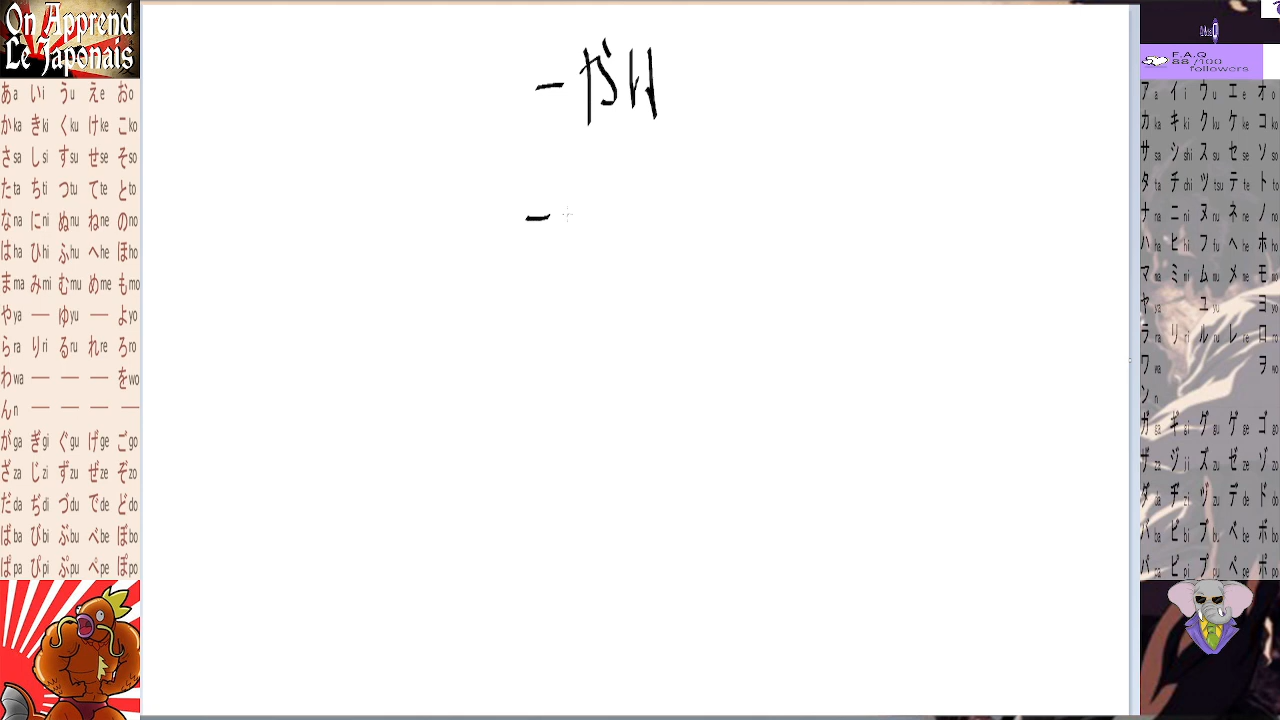 On Apprend
Le Japonais
あa いi うu えe おo
かka きki くku けke こko
さsa しsi すsu せse そso
たta ちti つtu てte とto
なna にni ぬnu ねne のno
はha ひhi ふhu へhe ほho
まma みmi むmu めme もmo
やya — ゆyu — よyo
らra りri るru れre ろro
わwa — — — をwo
んn — — — —
がga ぎgi ぐgu げge ごgo
ざza じzi ずzu ぜze ぞzo
だda ぢdi づdu でde どdo
ばba びbi ぶbu べbe ぼbo
ぱpa ぴpi ぷpu ぺpe ぽpo
-
-
F.A.Q
88 /100
followers
アa イi ウu エe オo
カka キki クku ケke コko
サsa シshi スsu セse ソso
タta チchi ツtsu テte トto
ナna ニni ヌnu ネne ノno
ハha ヒhi フfu ヘhe ホho
マma ミmi ムmu メme モmo
ヤya ユyu ヨyo
ラra リri ルru レre ロro
ワwa ヲwo
ンn
ガga ギgi グgu ゲge ゴgo
ザza ジji ズzu ゼze ゾzo
ダda ヂzi ヅzu デde ドdo
バba ビbi ブbu ベbe ボbo
パpa ピpi プpu ペpe ポpo